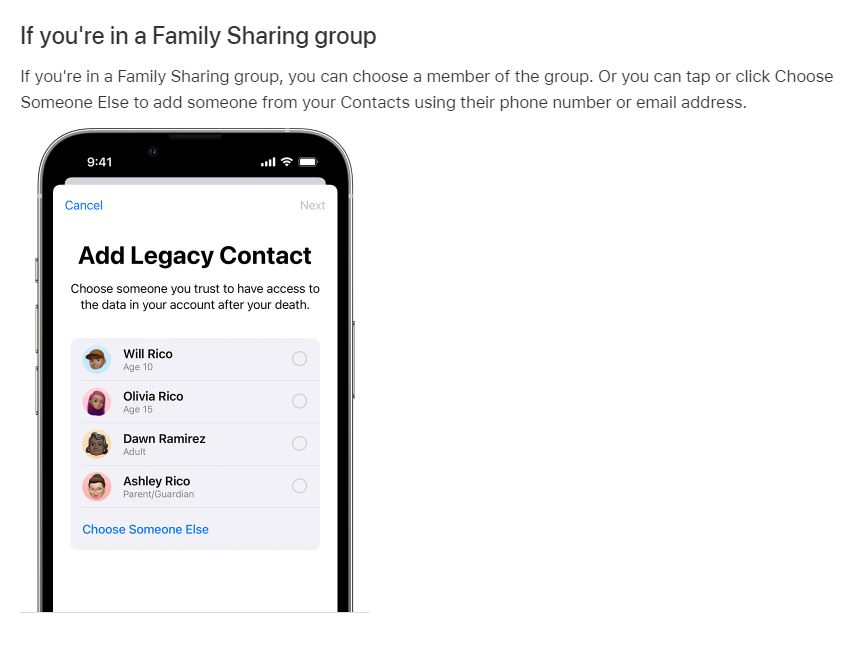 If you're in a Family Sharing group
If you're in a Family Sharing group, you can choose a member of the group. Or you can tap or click Choose
Someone Else to add someone from your Contacts using their phone number or email address.
9:41
Cancel
Next
Add Legacy Contact
Choose someone you trust to have access to
the data in your account after your death.
Will Rico
Age 10
Olivia Rico
Age 15
Dawn Ramirez
Adult
Ashley Rico
Parent/Guardian
Choose Someone Else